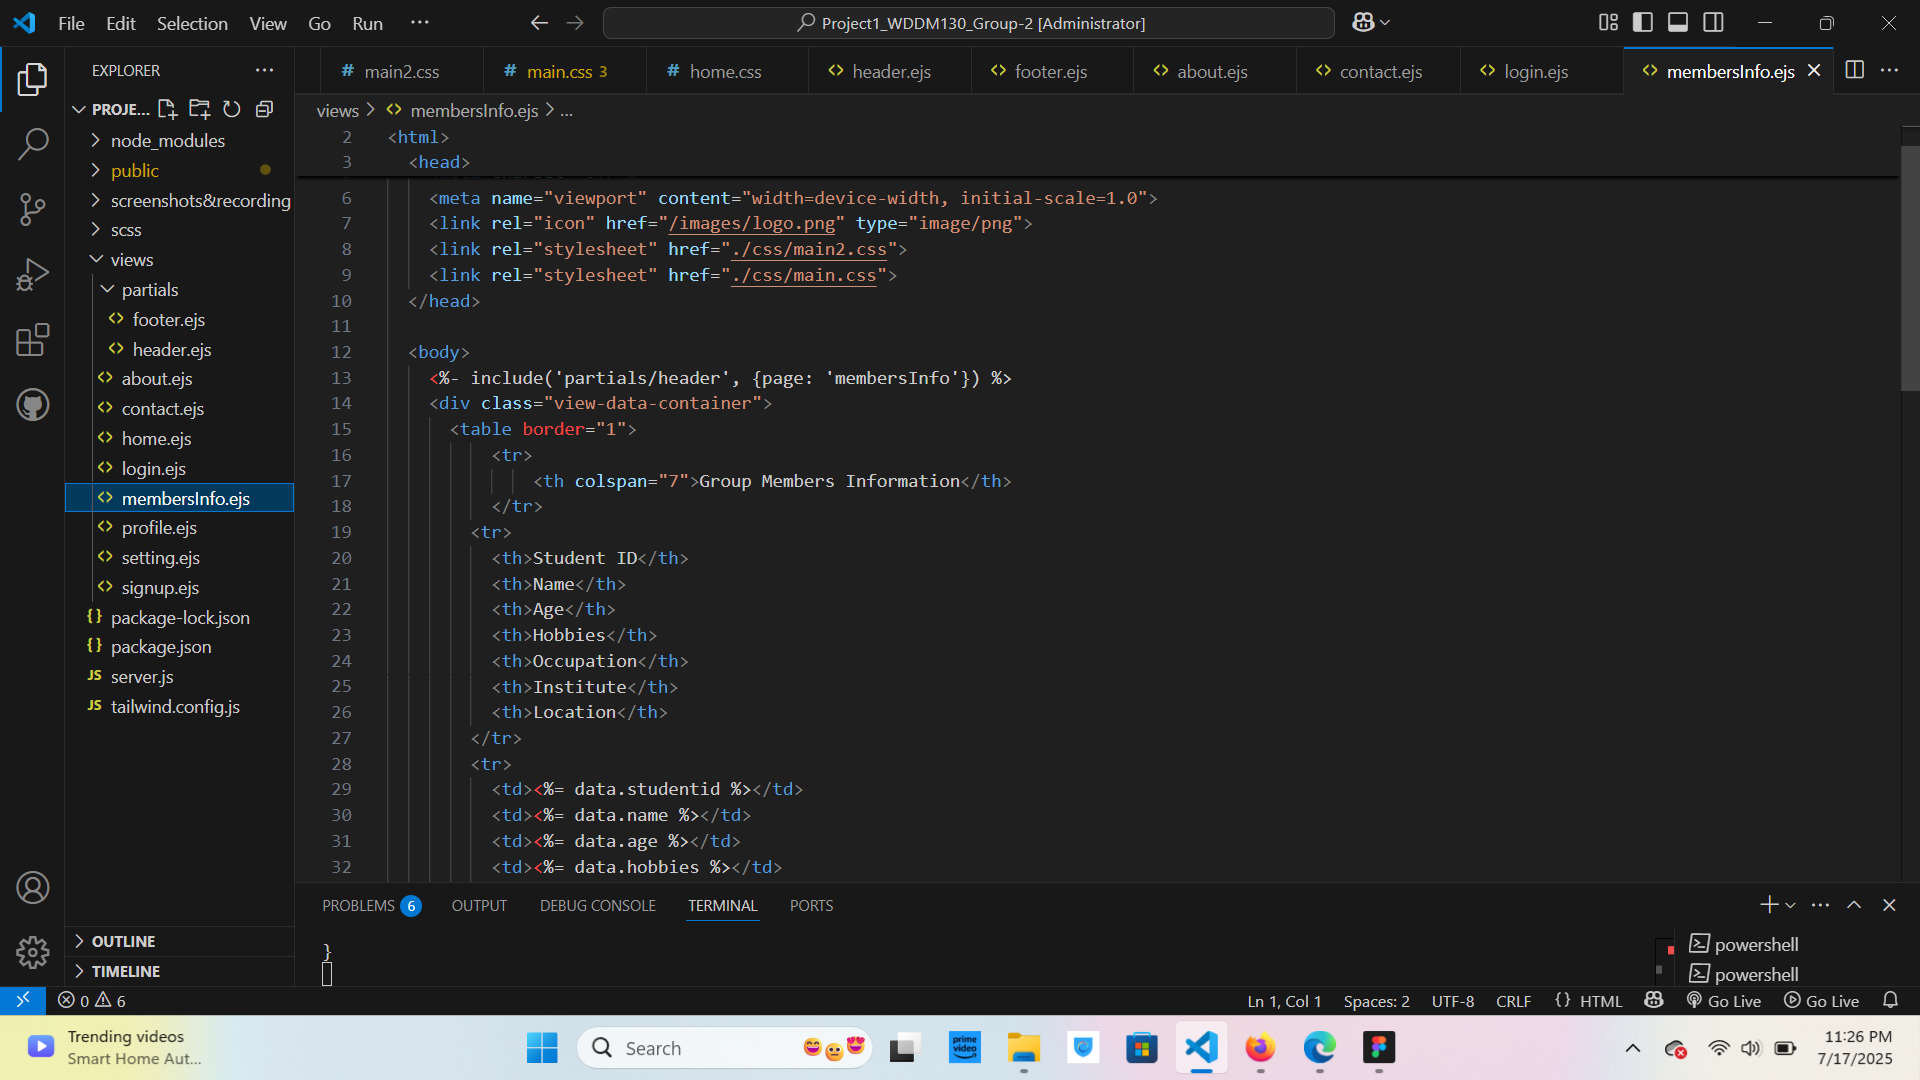 File Edit Selection View Go Run ···
Project1_WDDM130_Group-2 [Administrator]
EXPLORER
# main2.css
# main.css 3
# home.css
<> header.ejs
<> footer.ejs
<> about.ejs
<> contact.ejs
<> login.ejs
<> membersInfo.ejs
PROJE...
node_modules
public
screenshots&recording
scss
views
partials
<> footer.ejs
<> header.ejs
<> about.ejs
<> contact.ejs
<> home.ejs
<> login.ejs
<> membersInfo.ejs
<> profile.ejs
<> setting.ejs
<> signup.ejs
{} package-lock.json
{} package.json
JS server.js
JS tailwind.config.js
OUTLINE
TIMELINE
views > <> membersInfo.ejs > ...
2 <html>
3 <head>
6 <meta name="viewport" content="width=device-width, initial-scale=1.0">
7 <link rel="icon" href="/images/logo.png" type="image/png">
8 <link rel="stylesheet" href="./css/main2.css">
9 <link rel="stylesheet" href="./css/main.css">
10 </head>
11
12 <body>
13 <%- include('partials/header', {page: 'membersInfo'}) %>
14 <div class="view-data-container">
15 <table border="1">
16 <tr>
17 <th colspan="7">Group Members Information</th>
18 </tr>
19 <tr>
20 <th>Student ID</th>
21 <th>Name</th>
22 <th>Age</th>
23 <th>Hobbies</th>
24 <th>Occupation</th>
25 <th>Institute</th>
26 <th>Location</th>
27 </tr>
28 <tr>
29 <td><%= data.studentid %></td>
30 <td><%= data.name %></td>
31 <td><%= data.age %></td>
32 <td><%= data.hobbies %></td>
PROBLEMS 6 OUTPUT DEBUG CONSOLE TERMINAL PORTS
}
powershell
powershell
0 6
Ln 1, Col 1 Spaces: 2 UTF-8 CRLF {} HTML Go Live Go Live
Trending videos
Smart Home Aut...
Search
prime video
11:26 PM
7/17/2025